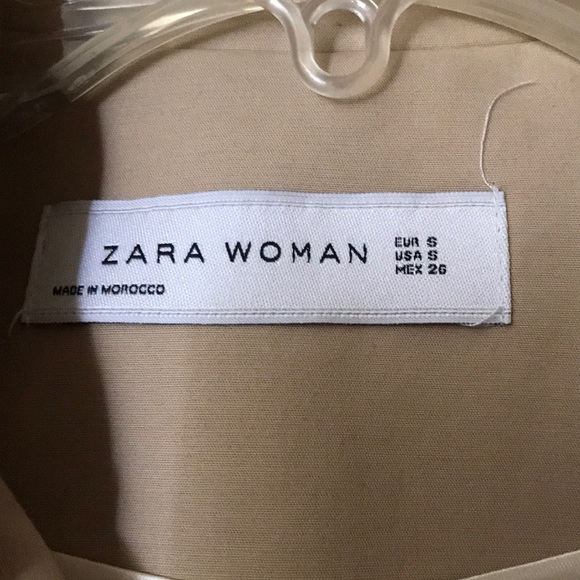 ZARA WOMAN
EUR S
USA S
MEX 26
MADE IN MOROCCO